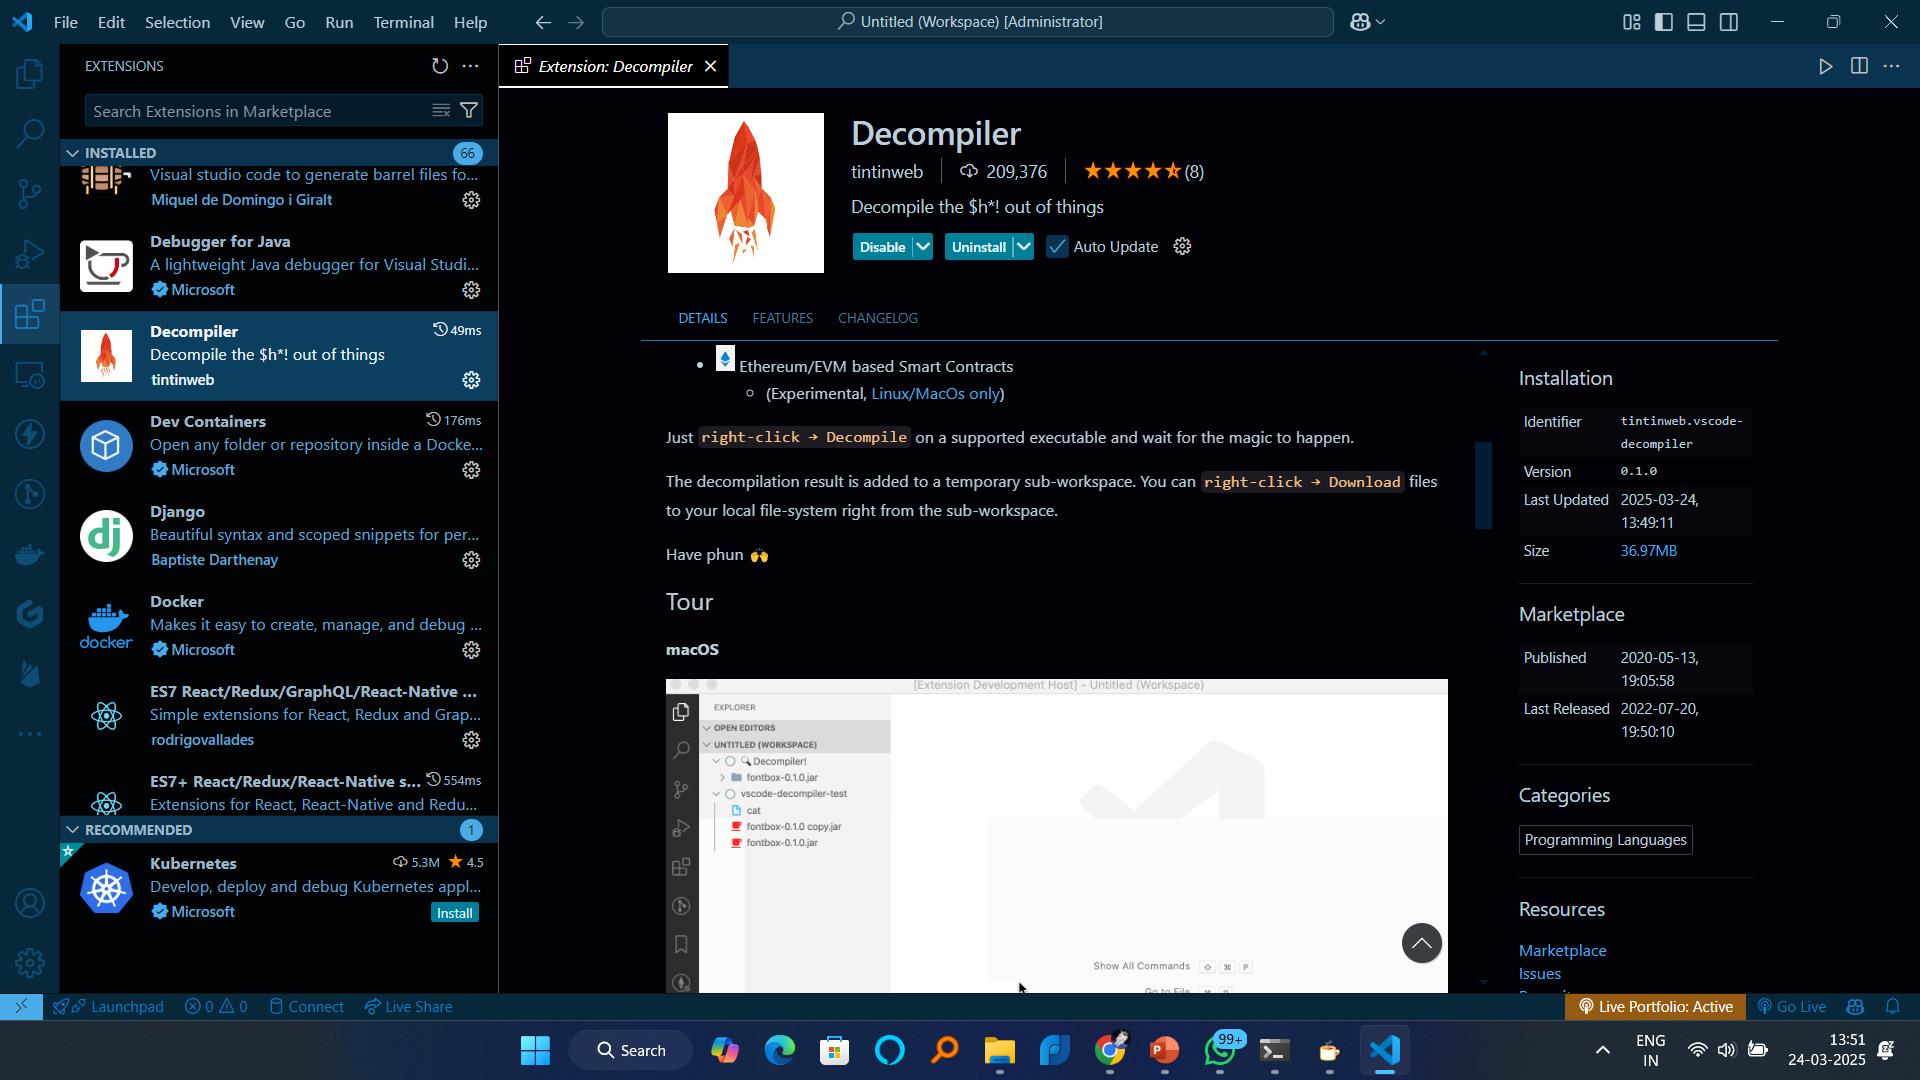 File Edit Selection View Go Run Terminal Help
Untitled (Workspace) [Administrator]
EXTENSIONS
Search Extensions in Marketplace
INSTALLED 66
Visual studio code to generate barrel files fo...
Miquel de Domingo i Giralt
Debugger for Java
A lightweight Java debugger for Visual Studi...
Microsoft
Decompiler 49ms
Decompile the $h*! out of things
tintinweb
Dev Containers 176ms
Open any folder or repository inside a Docke...
Microsoft
Django
Beautiful syntax and scoped snippets for per...
Baptiste Darthenay
dj
Docker
Makes it easy to create, manage, and debug ...
Microsoft
docker
ES7 React/Redux/GraphQL/React-Native ...
Simple extensions for React, Redux and Grap...
rodrigovallades
ES7+ React/Redux/React-Native s... 554ms
Extensions for React, React-Native and Redu...
RECOMMENDED 1
Kubernetes 5.3M 4.5
Develop, deploy and debug Kubernetes appl...
Microsoft Install
Extension: Decompiler
Decompiler
tintinweb 209,376 (8)
Decompile the $h*! out of things
Disable Uninstall Auto Update
DETAILS FEATURES CHANGELOG
Ethereum/EVM based Smart Contracts
(Experimental, Linux/MacOs only)
Just right-click → Decompile on a supported executable and wait for the magic to happen.
The decompilation result is added to a temporary sub-workspace. You can right-click → Download files
to your local file-system right from the sub-workspace.
Have phun 🙌
Tour
macOS
[Extension Development Host] - Untitled (Workspace)
EXPLORER
OPEN EDITORS
UNTITLED (WORKSPACE)
Decompiler!
fontbox-0.1.0.jar
vscode-decompiler-test
cat
fontbox-0.1.0 copy.jar
fontbox-0.1.0.jar
Show All Commands ⇧ ⌘ P
Go to File ⌘ P
Installation
Identifier tintinweb.vscode-
decompiler
Version 0.1.0
Last Updated 2025-03-24,
13:49:11
Size 36.97MB
Marketplace
Published 2020-05-13,
19:05:58
Last Released 2022-07-20,
19:50:10
Categories
Programming Languages
Resources
Marketplace
Issues
Launchpad 0 0 Connect Live Share
Live Portfolio: Active Go Live
Search
99+
ENG
IN
13:51
24-03-2025